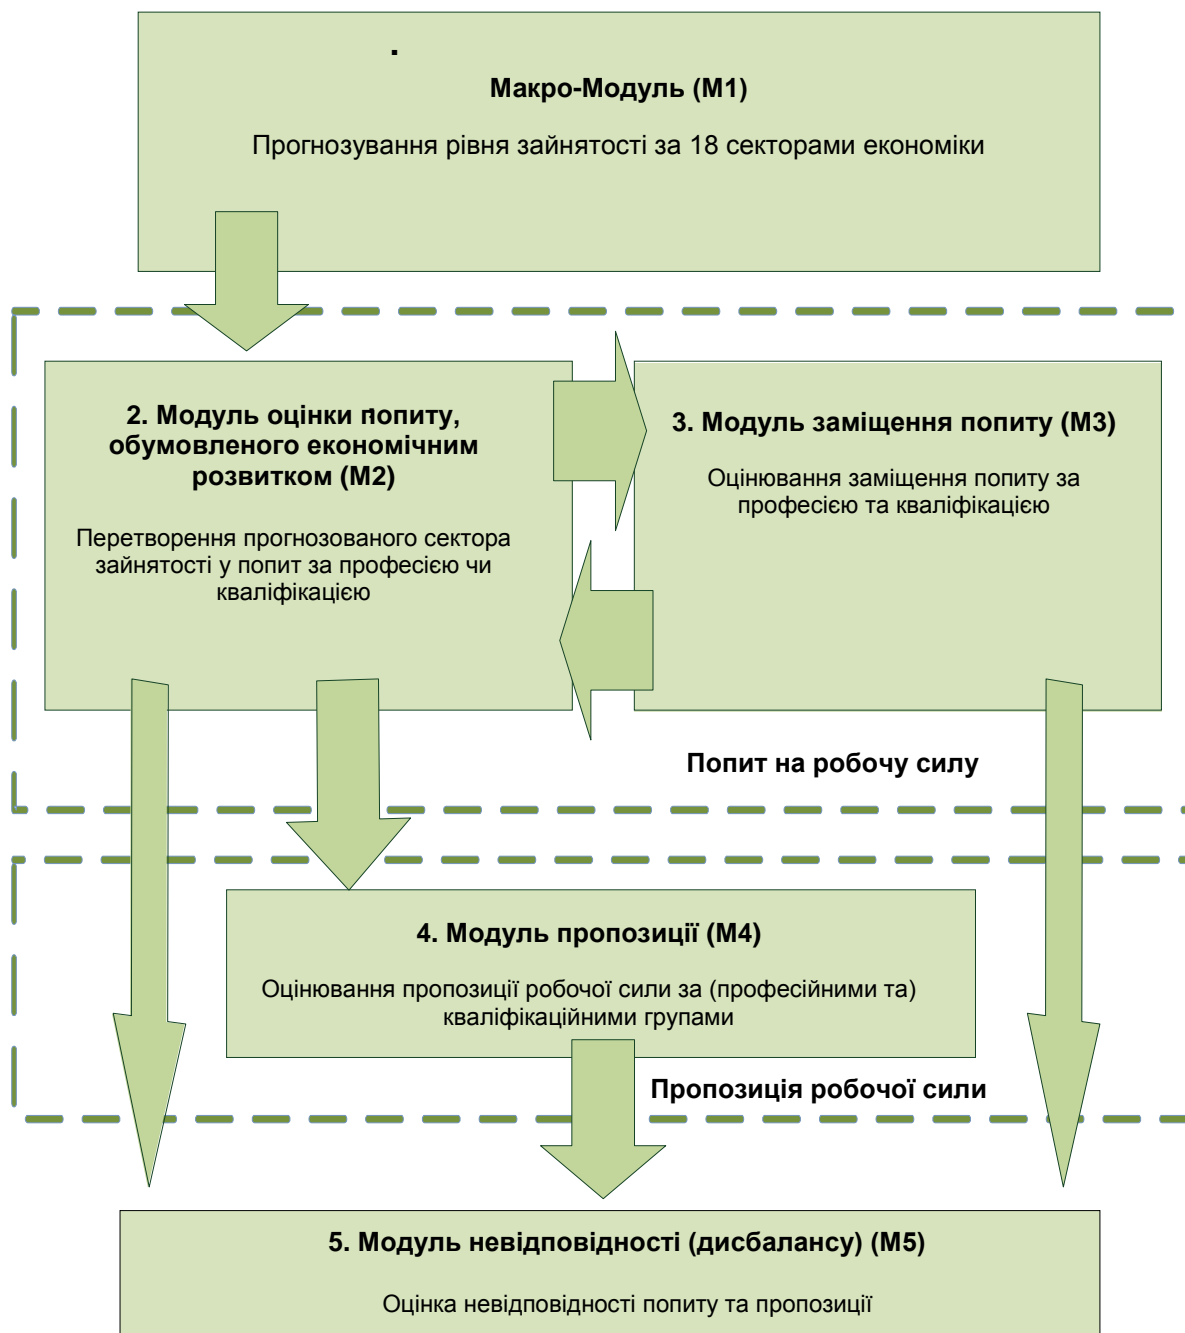 .
Макро-Модуль (М1)
Прогнозування рівня зайнятості за 18 секторами економіки
2. Модуль оцінки попиту,
обумовленого економічним
розвитком (М2)
Перетворення прогнозованого сектора
зайнятості у попит за професією чи
кваліфікацією
3. Модуль заміщення попиту (М3)
Оцінювання заміщення попиту за
професією та кваліфікацією
Попит на робочу силу
4. Модуль пропозиції (М4)
Оцінювання пропозиції робочої сили за (професійними та)
кваліфікаційними групами
Пропозиція робочої сили
5. Модуль невідповідності (дисбалансу) (М5)
Оцінка невідповідності попиту та пропозиції